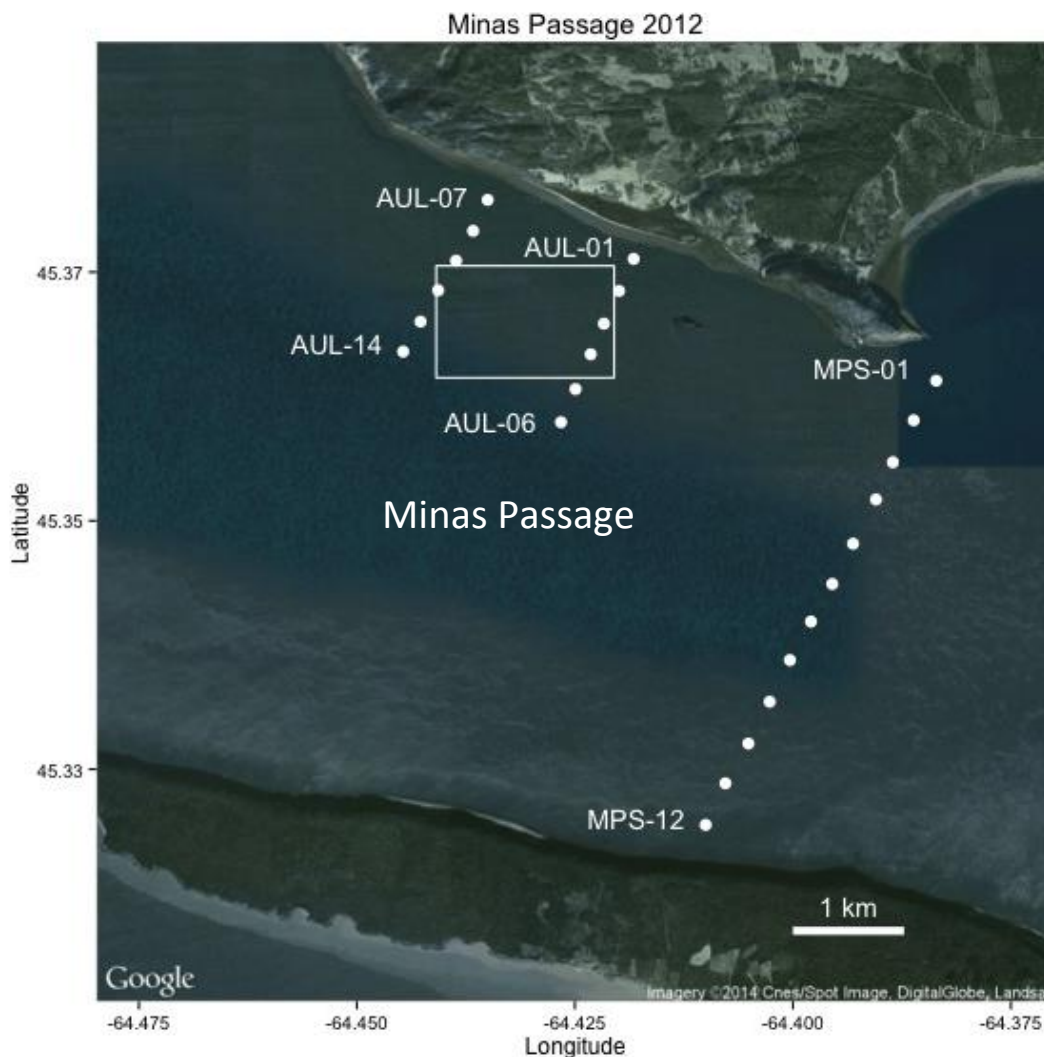 Minas Passage 2012
AUL-07
AUL-01
45.37
AUL-14
MPS-01
AUL-06
Minas Passage
45.35
Latitude
45.33
MPS-12
1 km
Google
Imagery ©2014 Cnes/Spot Image, DigitalGlobe, Landsa
-64.475
-64.450
-64.425
-64.400
-64.375
Longitude